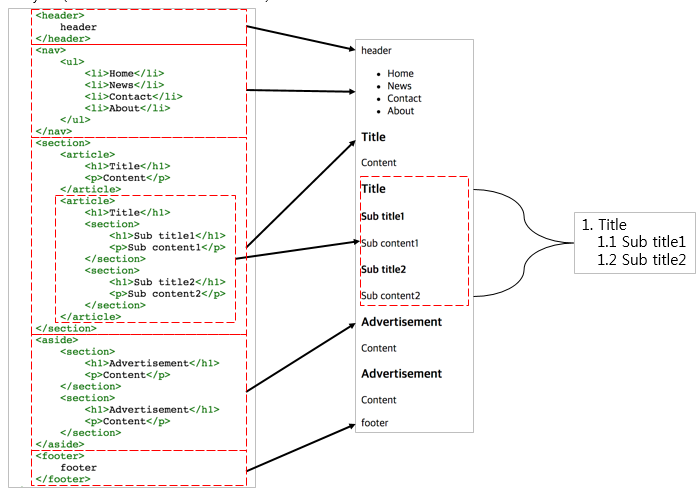 <header>
header
</header>
<nav>
<ul>
<li>Home</li>
<li>News</li>
<li>Contact</li>
<li>About</li>
</ul>
</nav>
<section>
<article>
<h1>Title</h1>
<p>Content</p>
</article>
<article>
<h1>Title</h1>
<section>
<h1>Sub title1</h1>
<p>Sub content1</p>
</section>
<section>
<h1>Sub title2</h1>
<p>Sub content2</p>
</section>
</article>
</section>
<aside>
<section>
<h1>Advertisement</h1>
<p>Content</p>
</section>
<section>
<h1>Advertisement</h1>
<p>Content</p>
</section>
</aside>
<footer>
footer
</footer>
header
• Home
• News
• Contact
• About
Title
Content
Title
Sub title1
Sub content1
Sub title2
Sub content2
Advertisement
Content
Advertisement
Content
footer
1. Title
1.1 Sub title1
1.2 Sub title2